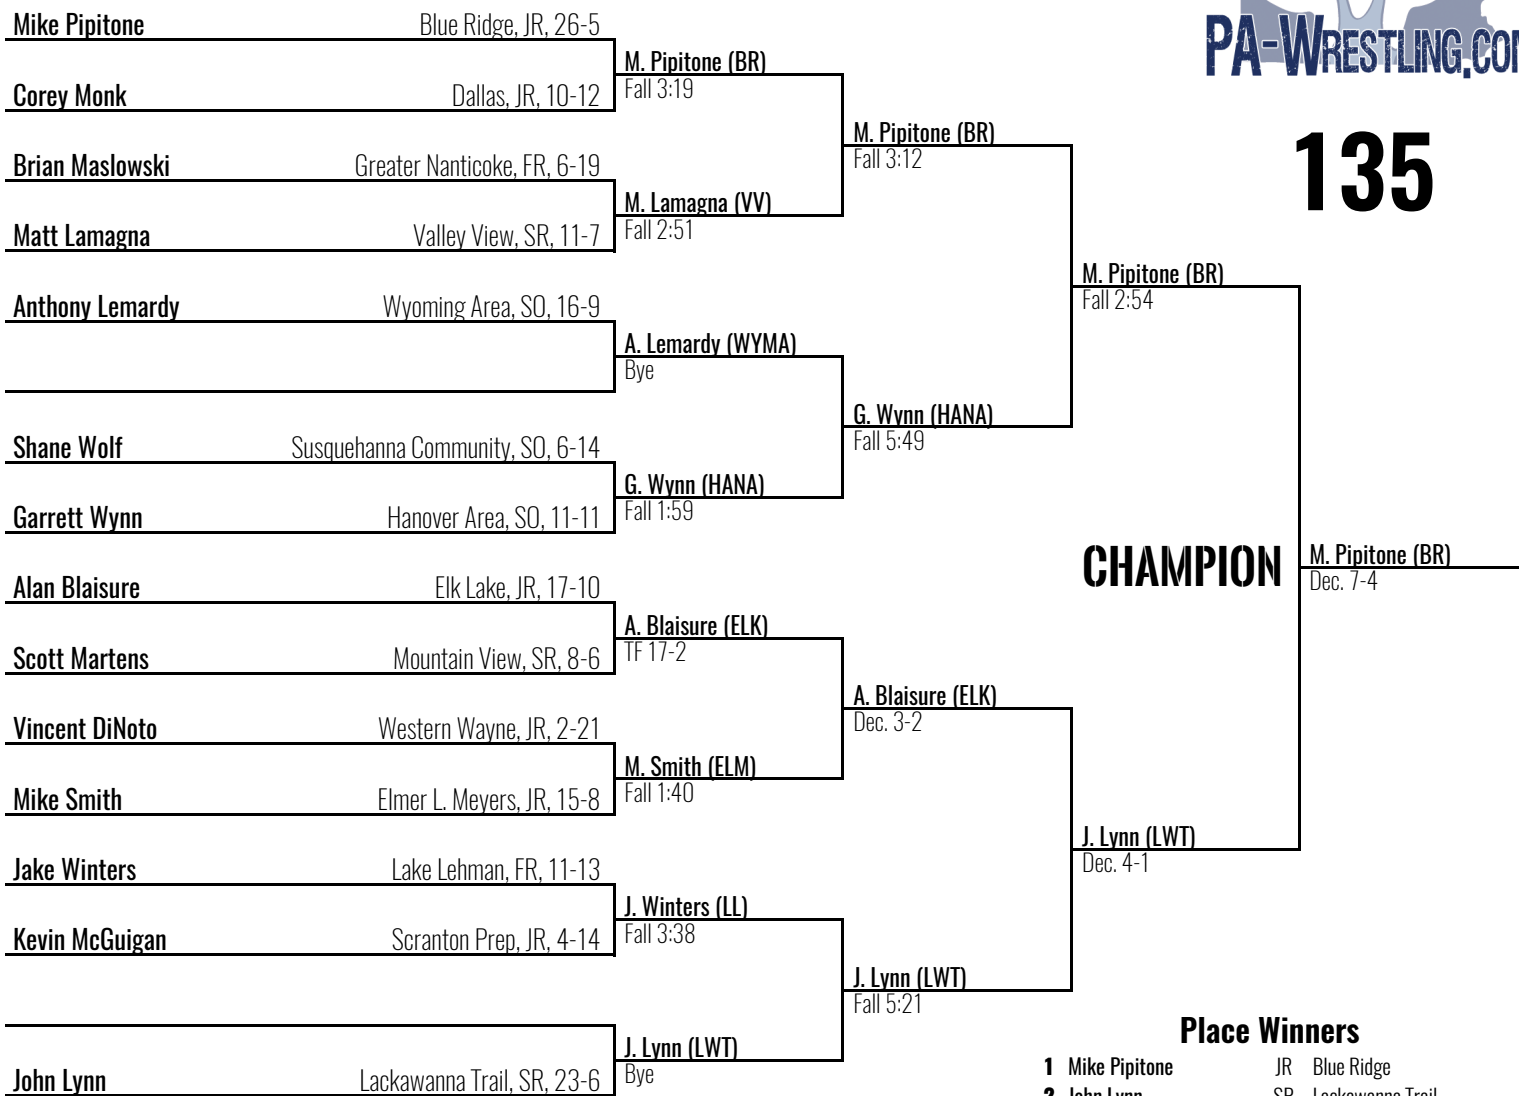 PA-WRESTLING.CO
135
Mike Pipitone Blue Ridge, JR, 26-5
M. Pipitone (BR)
Fall 3:19
Corey Monk Dallas, JR, 10-12
M. Pipitone (BR)
Fall 3:12
Brian Maslowski Greater Nanticoke, FR, 6-19
M. Lamagna (VV)
Fall 2:51
Matt Lamagna Valley View, SR, 11-7
M. Pipitone (BR)
Fall 2:54
Anthony Lemardy Wyoming Area, SO, 16-9
A. Lemardy (WYMA)
Bye
G. Wynn (HANA)
Fall 5:49
Shane Wolf Susquehanna Community, SO, 6-14
G. Wynn (HANA)
Fall 1:59
Garrett Wynn Hanover Area, SO, 11-11
CHAMPION M. Pipitone (BR)
Dec. 7-4
Alan Blaisure Elk Lake, JR, 17-10
A. Blaisure (ELK)
TF 17-2
Scott Martens Mountain View, SR, 8-6
A. Blaisure (ELK)
Dec. 3-2
Vincent DiNoto Western Wayne, JR, 2-21
M. Smith (ELM)
Fall 1:40
Mike Smith Elmer L. Meyers, JR, 15-8
J. Lynn (LWT)
Dec. 4-1
Jake Winters Lake Lehman, FR, 11-13
J. Winters (LL)
Fall 3:38
Kevin McGuigan Scranton Prep, JR, 4-14
J. Lynn (LWT)
Fall 5:21
J. Lynn (LWT)
Bye
John Lynn Lackawanna Trail, SR, 23-6
Place Winners
1 Mike Pipitone JR Blue Ridge
2 John Lynn SR Lackawanna Trail